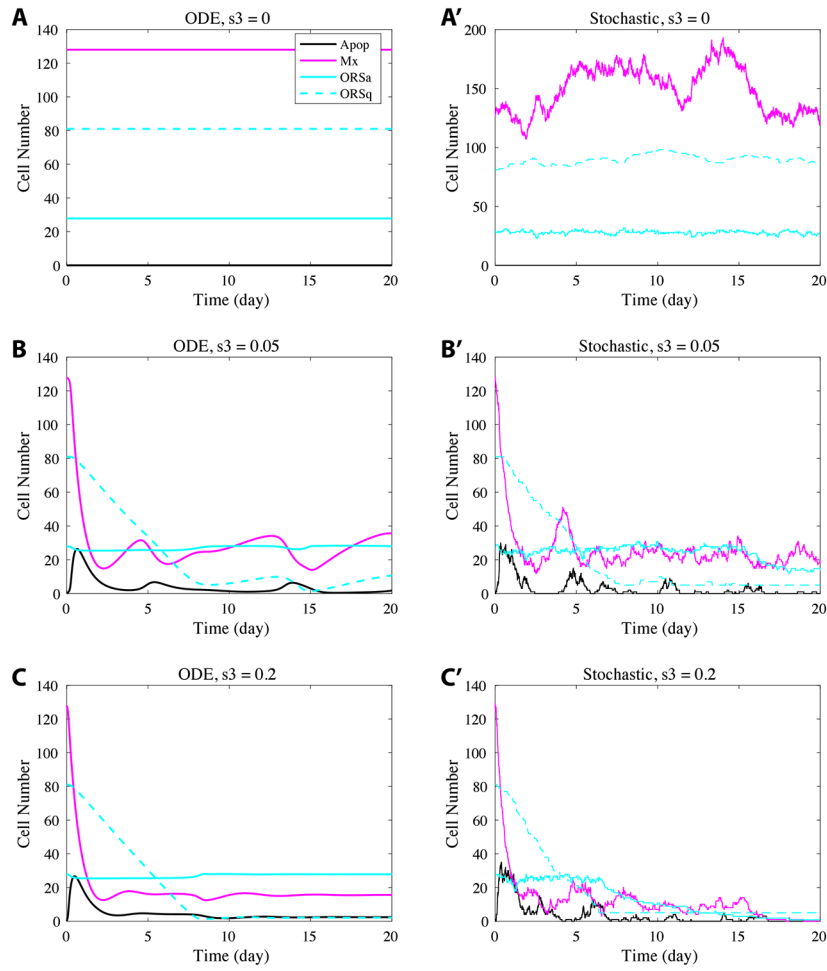 A
ODE, s3 = 0
140
120
100
80
60
40
20
0
Cell Number
0 5 10 15 20
Time (day)
Apop
Mx
ORSa
ORSq
A′
Stochastic, s3 = 0
200
150
100
50
0
Cell Number
0 5 10 15 20
Time (day)
B
ODE, s3 = 0.05
140
120
100
80
60
40
20
0
Cell Number
0 5 10 15 20
Time (day)
B′
Stochastic, s3 = 0.05
140
120
100
80
60
40
20
0
Cell Number
0 5 10 15 20
Time (day)
C
ODE, s3 = 0.2
140
120
100
80
60
40
20
0
Cell Number
0 5 10 15 20
Time (day)
C′
Stochastic, s3 = 0.2
140
120
100
80
60
40
20
0
Cell Number
0 5 10 15 20
Time (day)